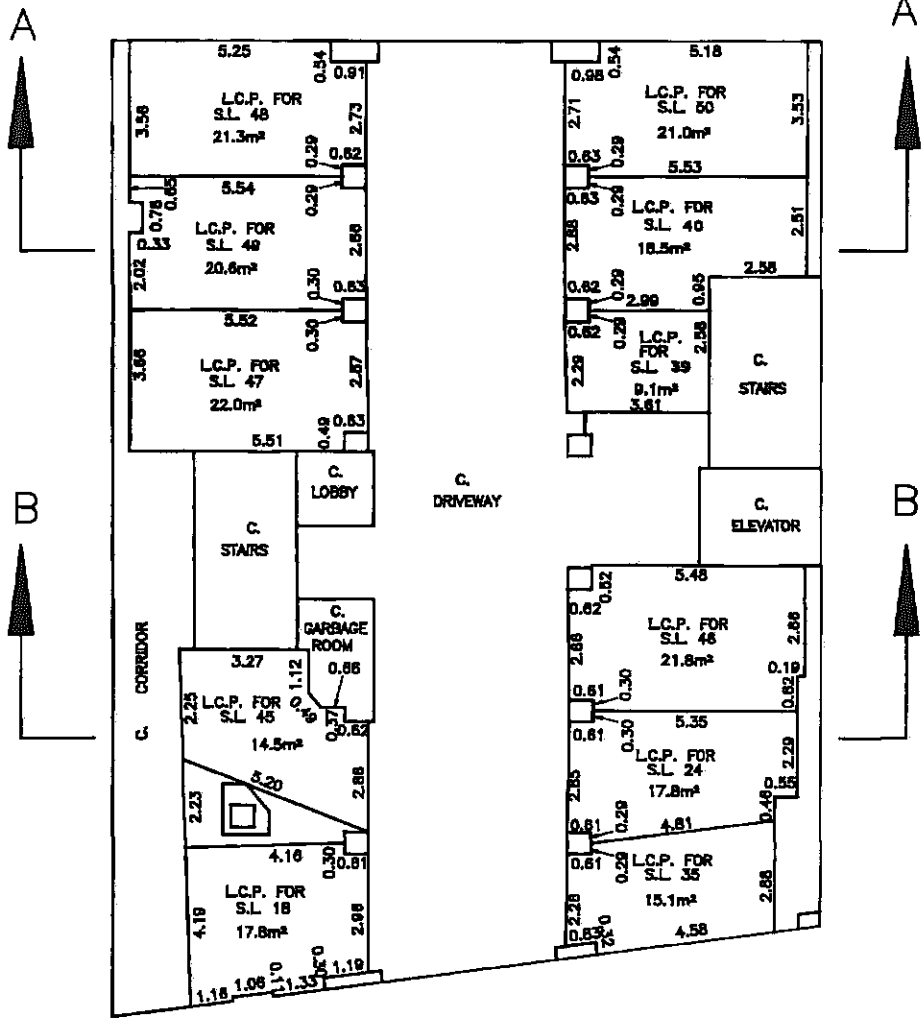 A
A
5.25
0.54
0.91
3.56
L.C.P. FOR
S.L. 48
21.3m²
2.73
0.29
0.62
5.18
0.98
0.54
2.71
L.C.P. FOR
S.L. 50
21.0m²
3.53
0.63
0.29
5.54
0.65
0.78
0.33
2.02
0.29
L.C.P. FOR
S.L. 49
20.6m²
2.88
0.30
0.63
5.53
0.63
0.29
L.C.P. FOR
S.L. 40
2.88
18.5m²
2.51
2.58
0.95
0.62
0.29
2.99
5.52
0.30
3.66
L.C.P. FOR
S.L. 47
22.0m²
2.87
0.63
0.49
5.51
0.62
0.29
2.29
L.C.P.
FOR
S.L. 39
9.1m²
2.58
3.61
C.
STAIRS
C.
LOBBY
C.
DRIVEWAY
C.
ELEVATOR
C.
STAIRS
B
B
C.
GARBAGE
ROOM
0.66
C. CORRIDOR
3.27
1.12
2.25
L.C.P. FOR
S.L. 45
14.5m²
0.37
0.62
5.20
2.23
2.88
4.16
0.30
0.61
L.C.P. FOR
S.L. 18
17.8m²
4.19
2.98
1.16
1.06
1.33
0.30
1.19
5.48
0.52
0.62
L.C.P. FOR
S.L. 46
21.8m²
2.88
0.19
0.62
0.61
0.30
5.35
0.61
0.30
L.C.P. FOR
S.L. 24
17.8m²
2.85
2.29
0.55
0.46
0.61
0.29
4.81
0.61
0.29
L.C.P. FOR
S.L. 35
15.1m²
2.28
2.88
0.63
4.58